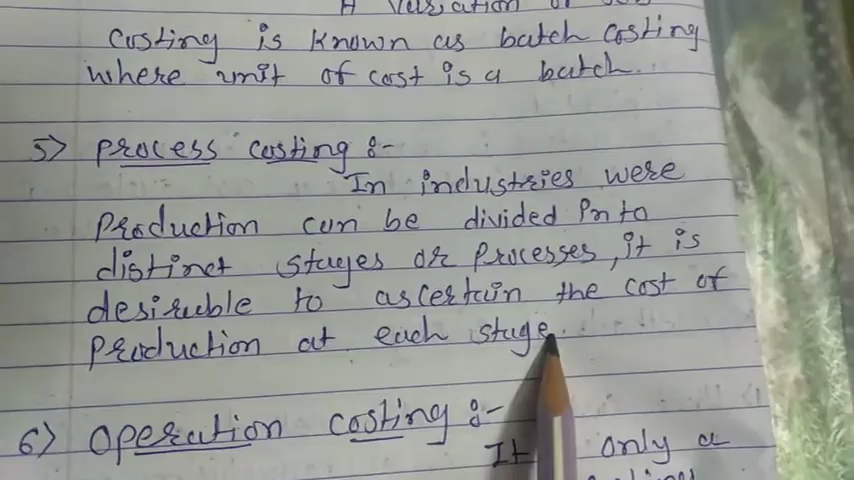 A Variation of
costing is known as batch costing
where unit of cost is a batch.
5) process costing :-
In industries were
production can be divided into
distinct stages or processes, it is
desirable to ascertain the cost of
production at each stage.
6) operation costing :-
It only a